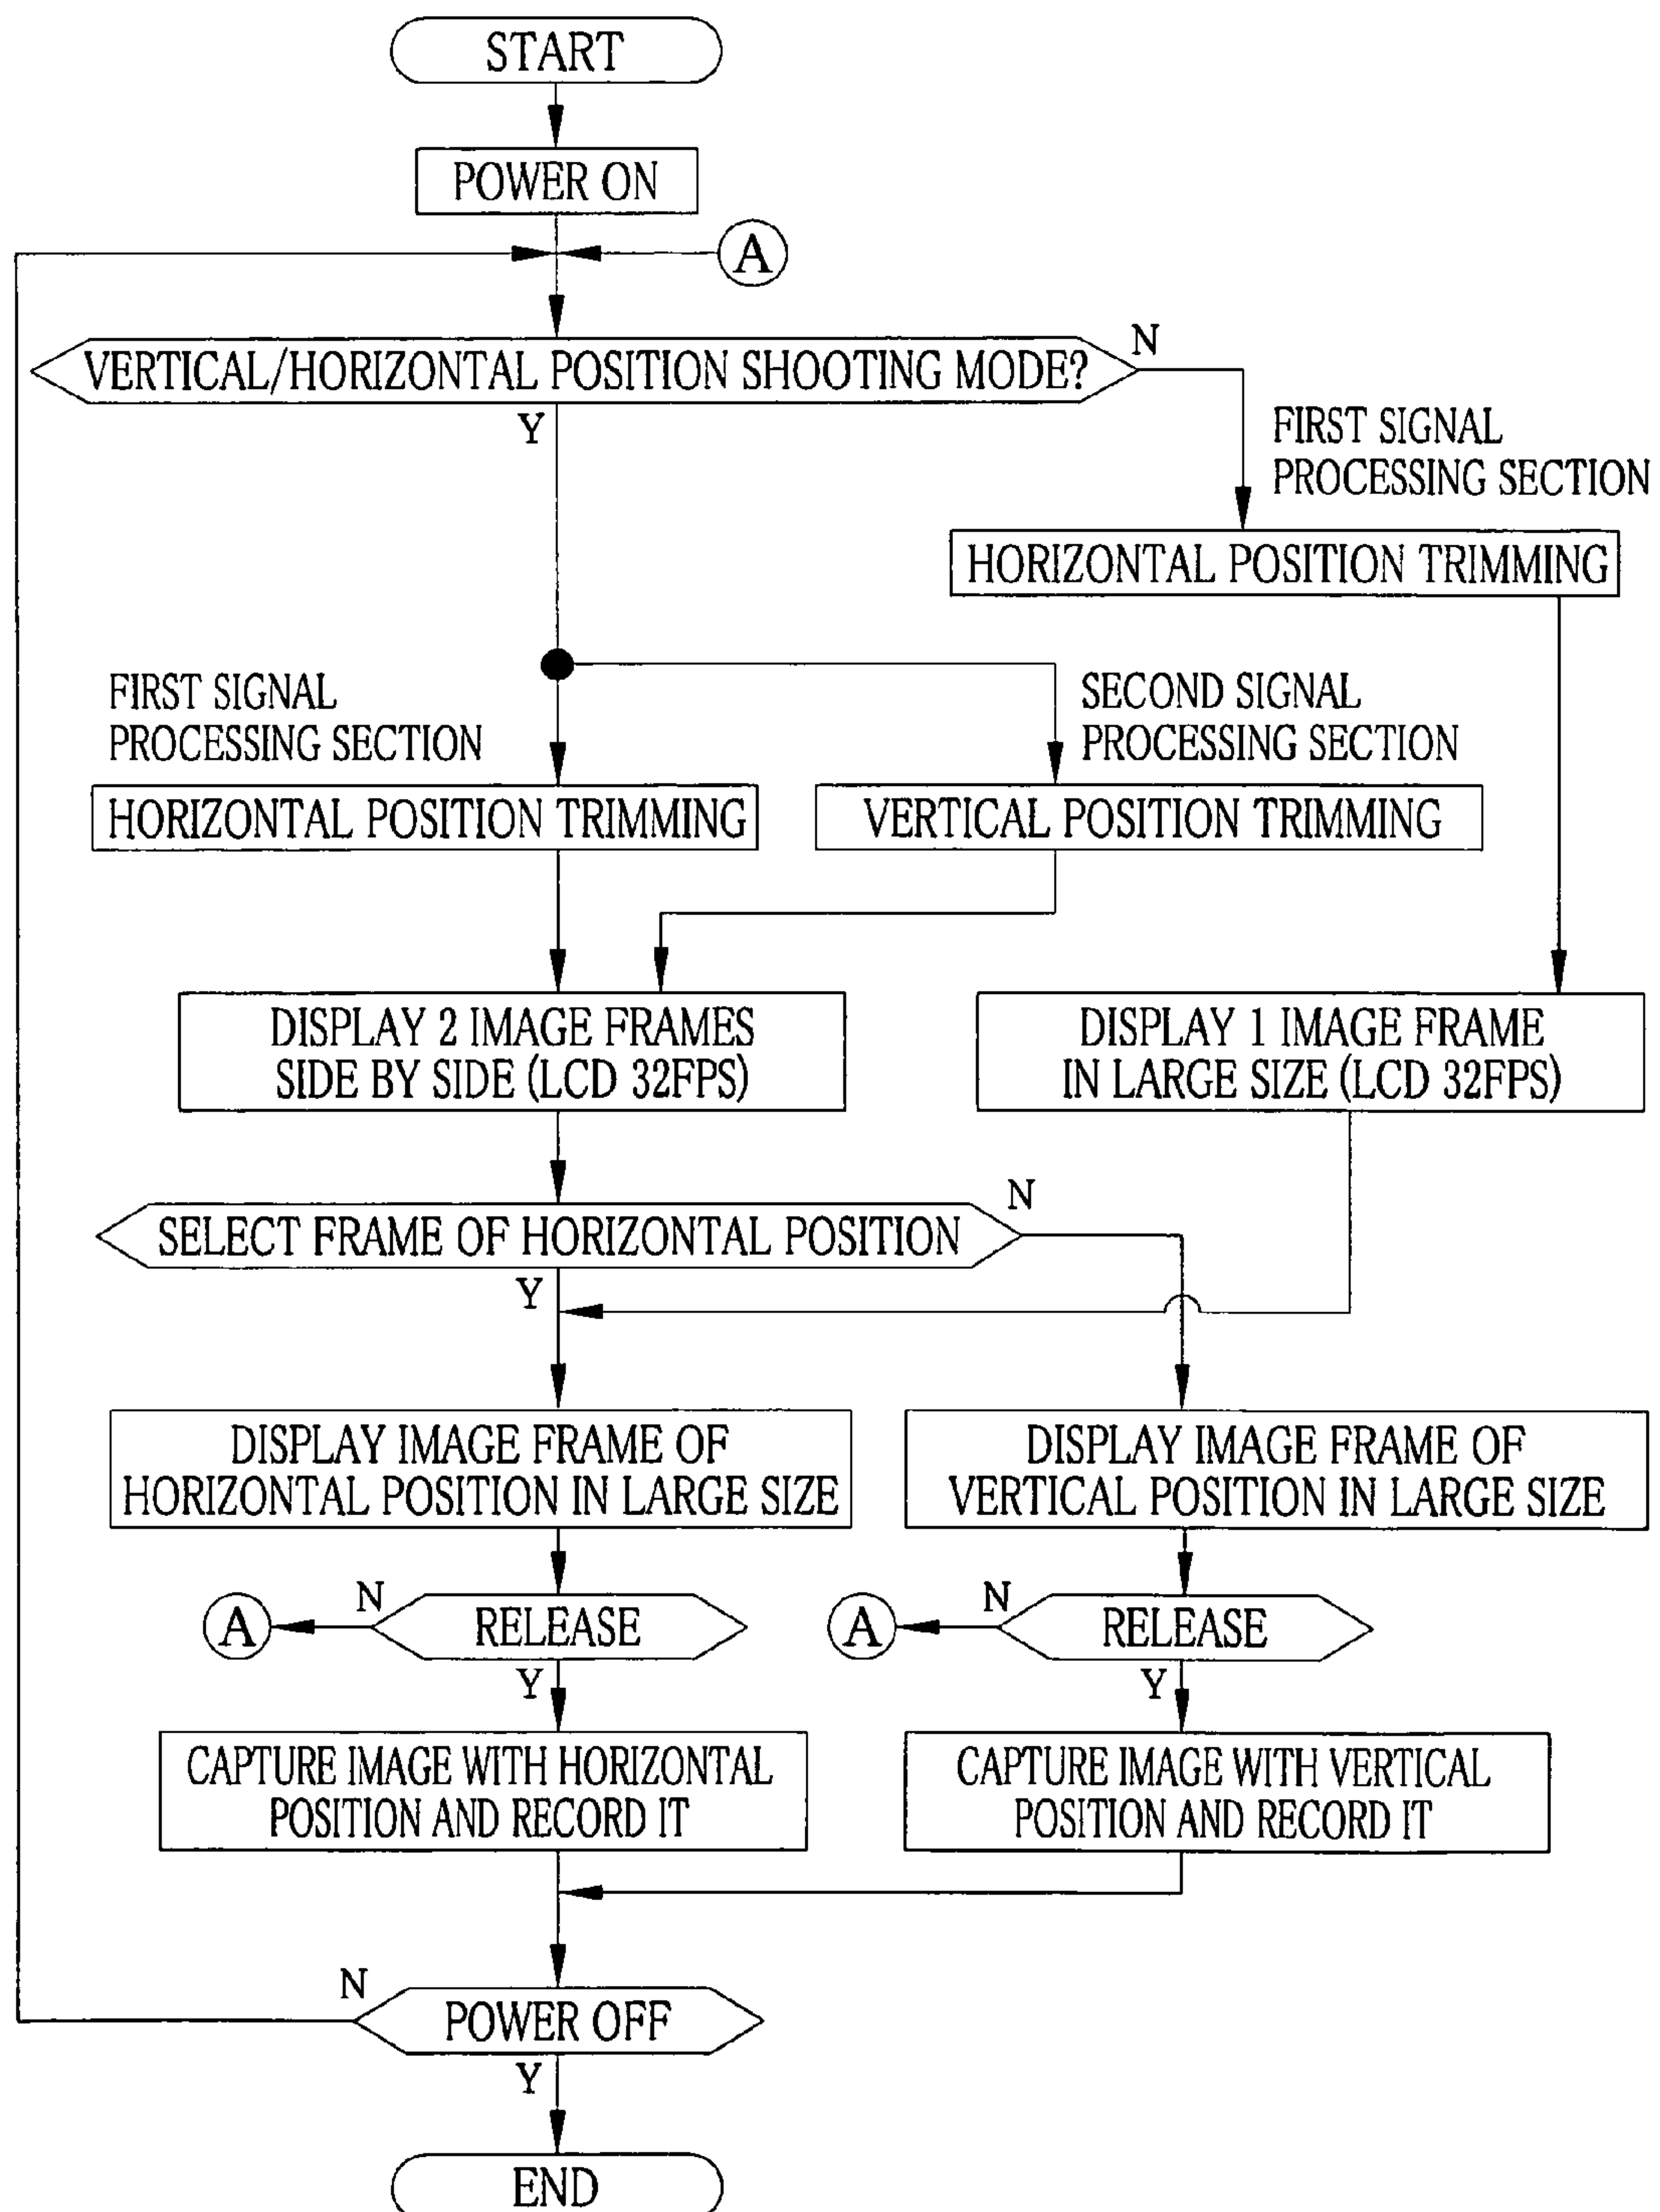 START
POWER ON
A
VERTICAL/HORIZONTAL POSITION SHOOTING MODE?
N
Y
FIRST SIGNAL
PROCESSING SECTION
HORIZONTAL POSITION TRIMMING
FIRST SIGNAL
PROCESSING SECTION
SECOND SIGNAL
PROCESSING SECTION
HORIZONTAL POSITION TRIMMING
VERTICAL POSITION TRIMMING
DISPLAY 2 IMAGE FRAMES
SIDE BY SIDE (LCD 32FPS)
DISPLAY 1 IMAGE FRAME
IN LARGE SIZE (LCD 32FPS)
SELECT FRAME OF HORIZONTAL POSITION
N
Y
DISPLAY IMAGE FRAME OF
HORIZONTAL POSITION IN LARGE SIZE
DISPLAY IMAGE FRAME OF
VERTICAL POSITION IN LARGE SIZE
A
N
RELEASE
Y
A
N
RELEASE
Y
CAPTURE IMAGE WITH HORIZONTAL
POSITION AND RECORD IT
CAPTURE IMAGE WITH VERTICAL
POSITION AND RECORD IT
N
POWER OFF
Y
END